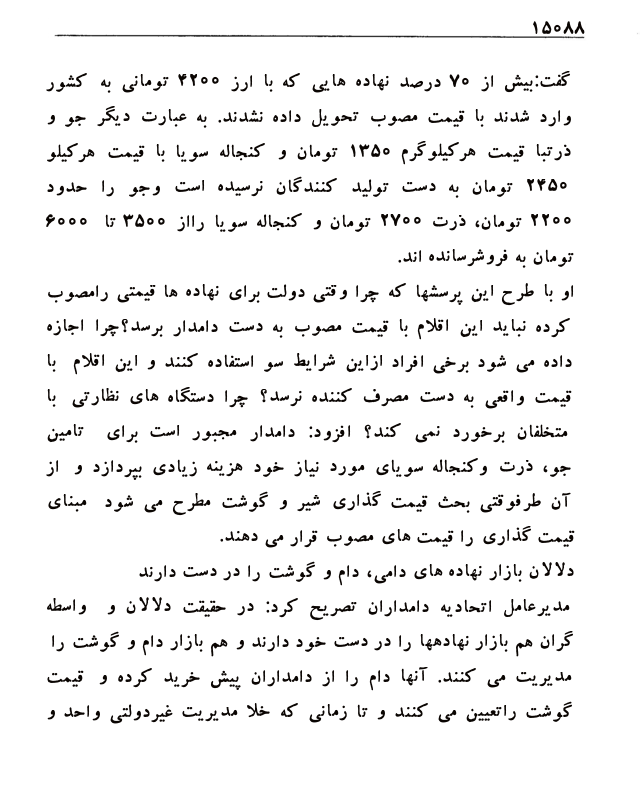 ۱۵۰۸۸
گفت:بیش از ۷۰ درصد نهاده هایی که با ارز ۴۲۰۰ تومانی به کشور
وارد شدند با قیمت مصوب تحویل داده نشدند. به عبارت دیگر جو و
ذرتبا قیمت هرکیلوگرم ۱۳۵۰ تومان و کنجاله سویا با قیمت هرکیلو
۲۴۵۰ تومان به دست تولید کنندگان نرسیده است وجو را حدود
۲۲۰۰ تومان، ذرت ۲۷۰۰ تومان و کنجاله سویا رااز ۳۵۰۰ تا ۶۰۰۰
تومان به فروشرسانده اند.
او با طرح این پرسشها که چرا وقتی دولت برای نهاده ها قیمتی رامصوب
کرده نباید این اقلام با قیمت مصوب به دست دامدار برسد؟چرا اجازه
داده می شود برخی افراد ازاین شرایط سو استفاده کنند و این اقلام با
قیمت واقعی به دست مصرف کننده نرسد؟ چرا دستگاه های نظارتی با
متخلفان برخورد نمی کند؟ افزود: دامدار مجبور است برای تامین
جو، ذرت وکنجاله سویای مورد نیاز خود هزینه زیادی بپردازد و از
آن طرفوقتی بحث قیمت گذاری شیر و گوشت مطرح می شود مبنای
قیمت گذاری را قیمت های مصوب قرار می دهند.
دلالان بازار نهاده های دامی، دام و گوشت را در دست دارند
مدیرعامل اتحادیه دامداران تصریح کرد: در حقیقت دلالان و واسطه
گران هم بازار نهادهها را در دست خود دارند و هم بازار دام و گوشت را
مدیریت می کنند. آنها دام را از دامداران پیش خرید کرده و قیمت
گوشت راتعیین می کنند و تا زمانی که خلا مدیریت غیردولتی واحد و